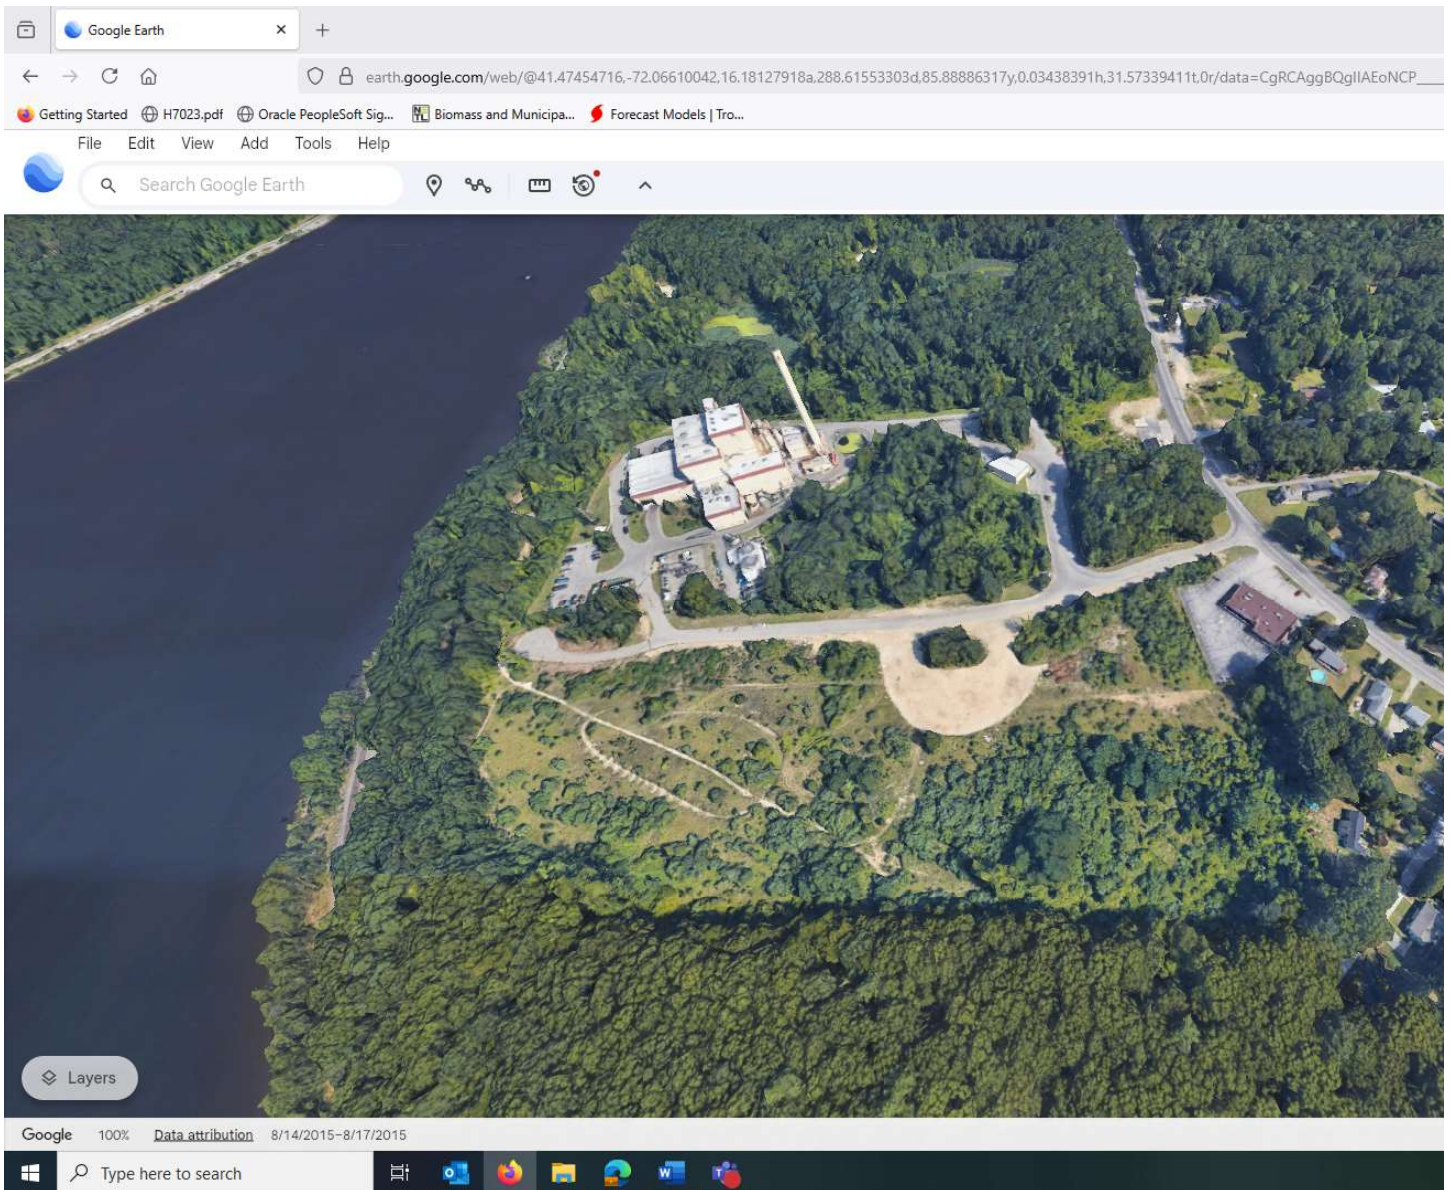 Google Earth
earth.google.com/web/@41.47454716,-72.06610042,16.18127918a,288.61553303d,85.88886317y,0.03438391h,31.57339411t,0r/data=CgRCAggBQgIIAEoNCP____
Getting Started H7023.pdf Oracle PeopleSoft Sig... Biomass and Municipa... Forecast Models | Tro...
File Edit View Add Tools Help
Search Google Earth
Layers
Google 100% Data attribution 8/14/2015-8/17/2015
Type here to search